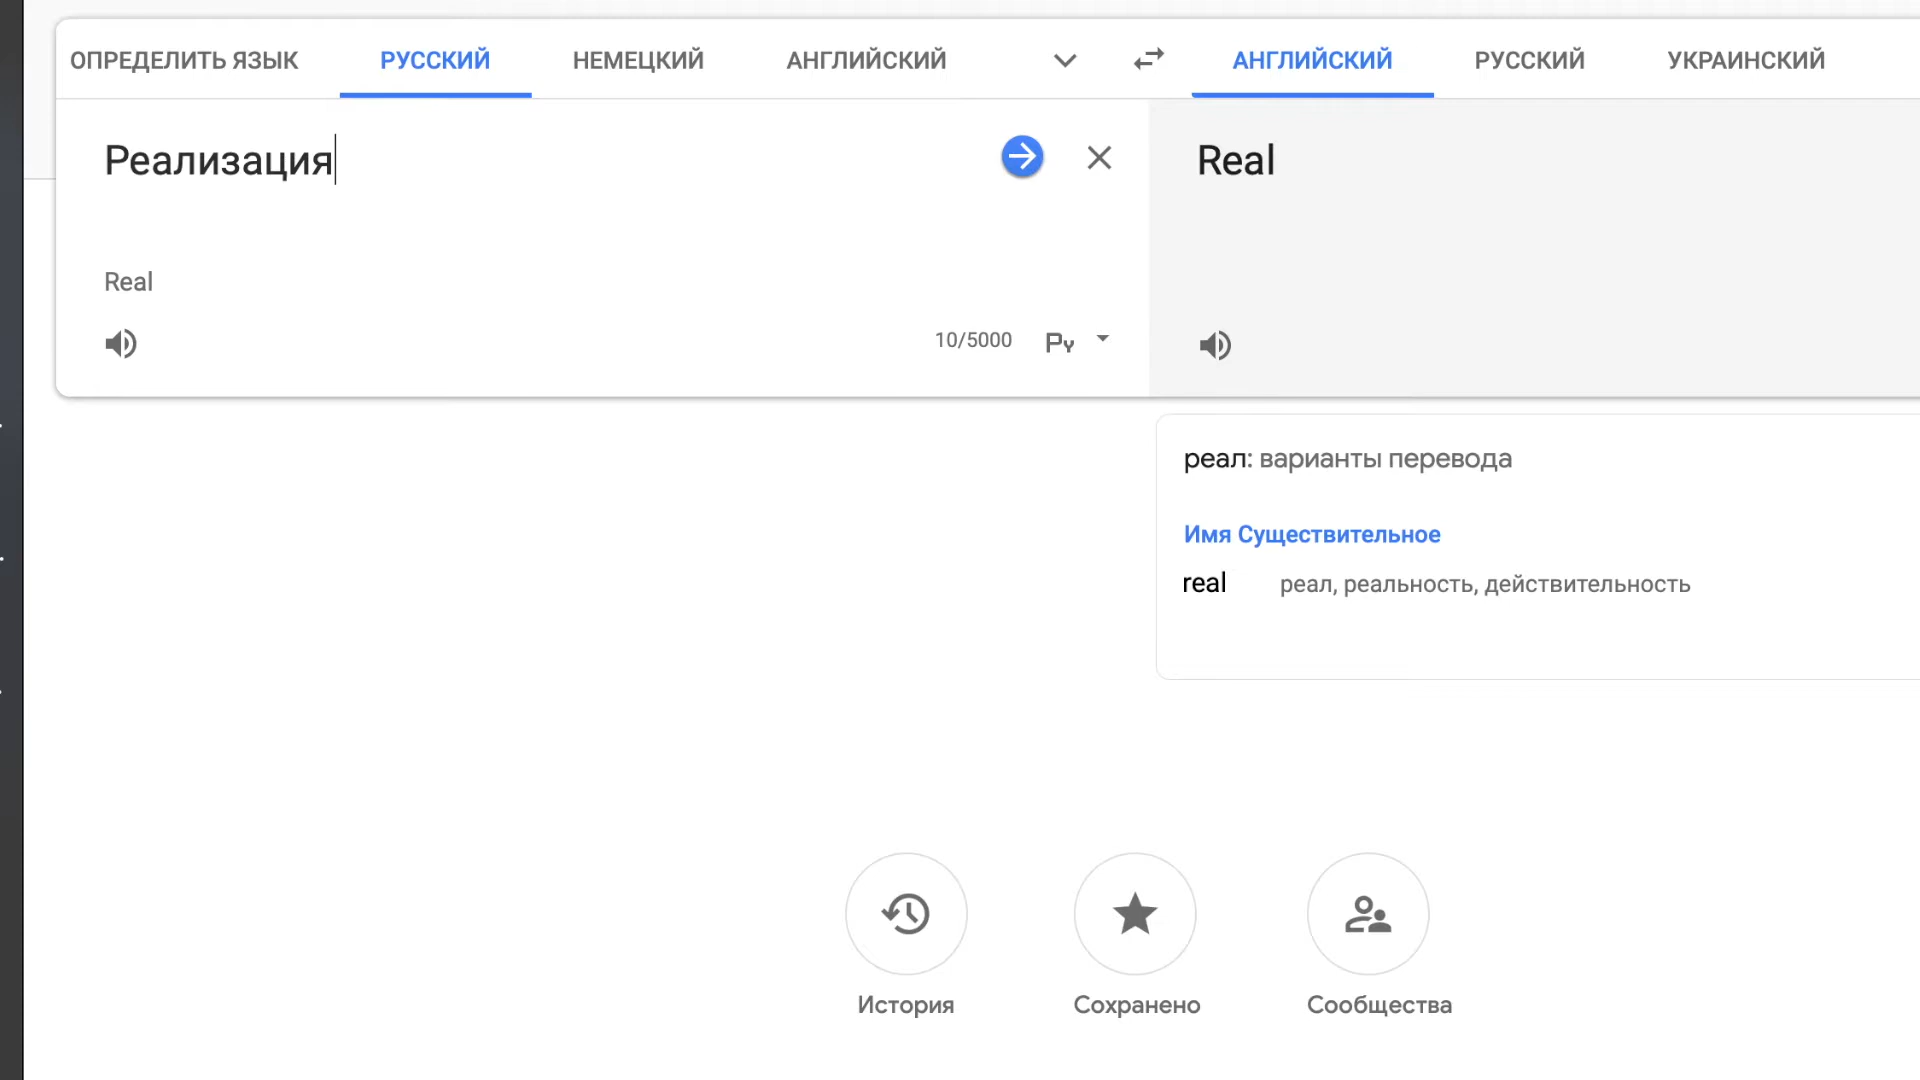 ОПРЕДЕЛИТЬ ЯЗЫК РУССКИЙ НЕМЕЦКИЙ АНГЛИЙСКИЙ АНГЛИЙСКИЙ РУССКИЙ УКРАИНСКИЙ
Реализация
Real
Real
10/5000 Ру
реал: варианты перевода
Имя Существительное
real реал, реальность, действительность
История Сохранено Сообщества